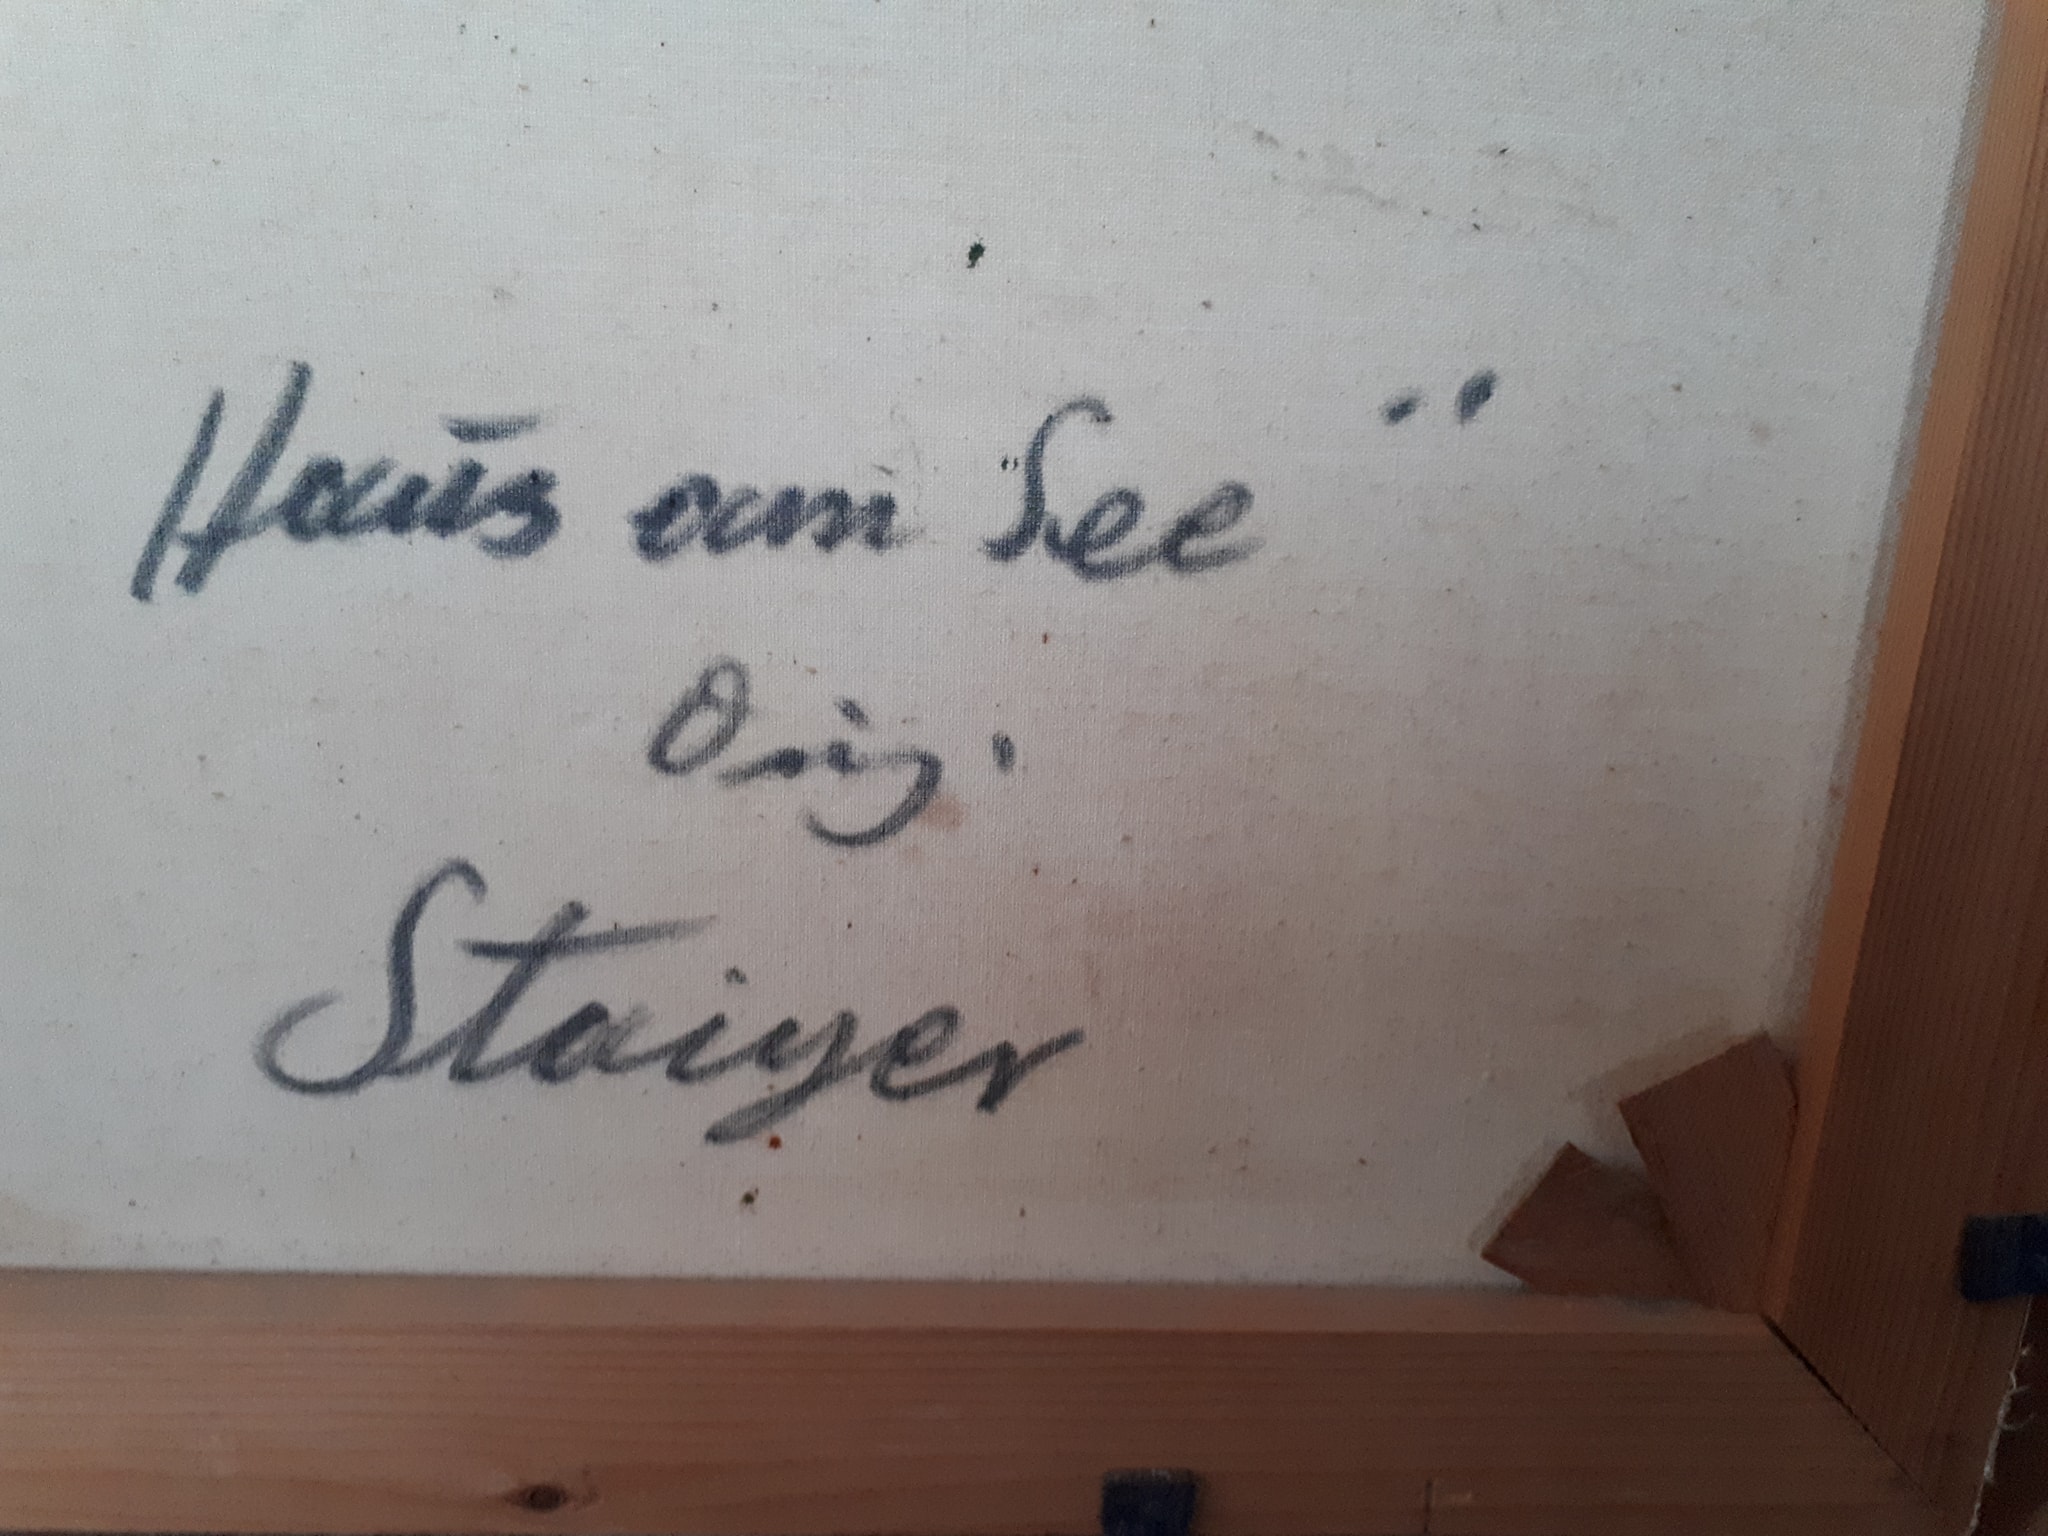 Haus am See"
Orig.
Staiger